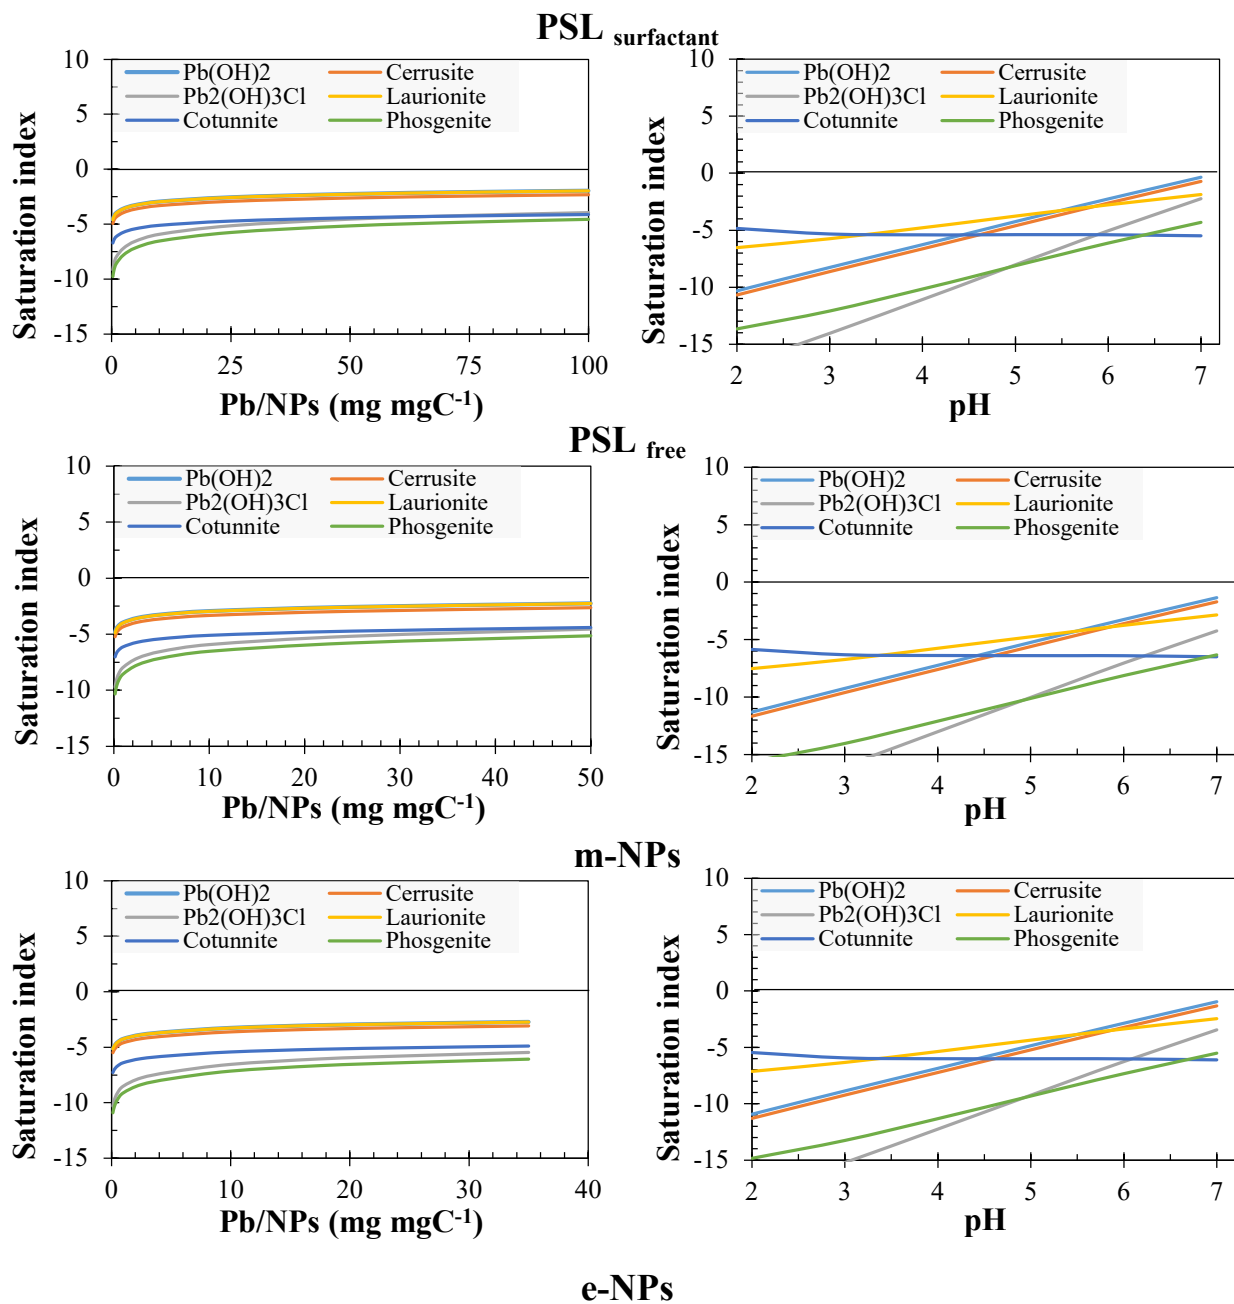 PSL surfactant
10
5
0
-5
-10
-15
Saturation index
Pb(OH)2
Cerrusite
Pb2(OH)3Cl
Laurionite
Cotunnite
Phosgenite
0 25 50 75 100
Pb/NPs (mg mgC-1)
10
5
0
-5
-10
-15
Saturation index
Pb(OH)2
Cerrusite
Pb2(OH)3Cl
Laurionite
Cotunnite
Phosgenite
2 3 4 5 6 7
pH
PSL free
10
5
0
-5
-10
-15
Saturation index
Pb(OH)2
Cerrusite
Pb2(OH)3Cl
Laurionite
Cotunnite
Phosgenite
0 10 20 30 40 50
Pb/NPs (mg mgC-1)
10
5
0
-5
-10
-15
Saturation index
Pb(OH)2
Cerrusite
Pb2(OH)3Cl
Laurionite
Cotunnite
Phosgenite
2 3 4 5 6 7
pH
m-NPs
10
5
0
-5
-10
-15
Saturation index
Pb(OH)2
Cerrusite
Pb2(OH)3Cl
Laurionite
Cotunnite
Phosgenite
0 10 20 30 40
Pb/NPs (mg mgC-1)
10
5
0
-5
-10
-15
Saturation index
Pb(OH)2
Cerrusite
Pb2(OH)3Cl
Laurionite
Cotunnite
Phosgenite
2 3 4 5 6 7
pH
e-NPs